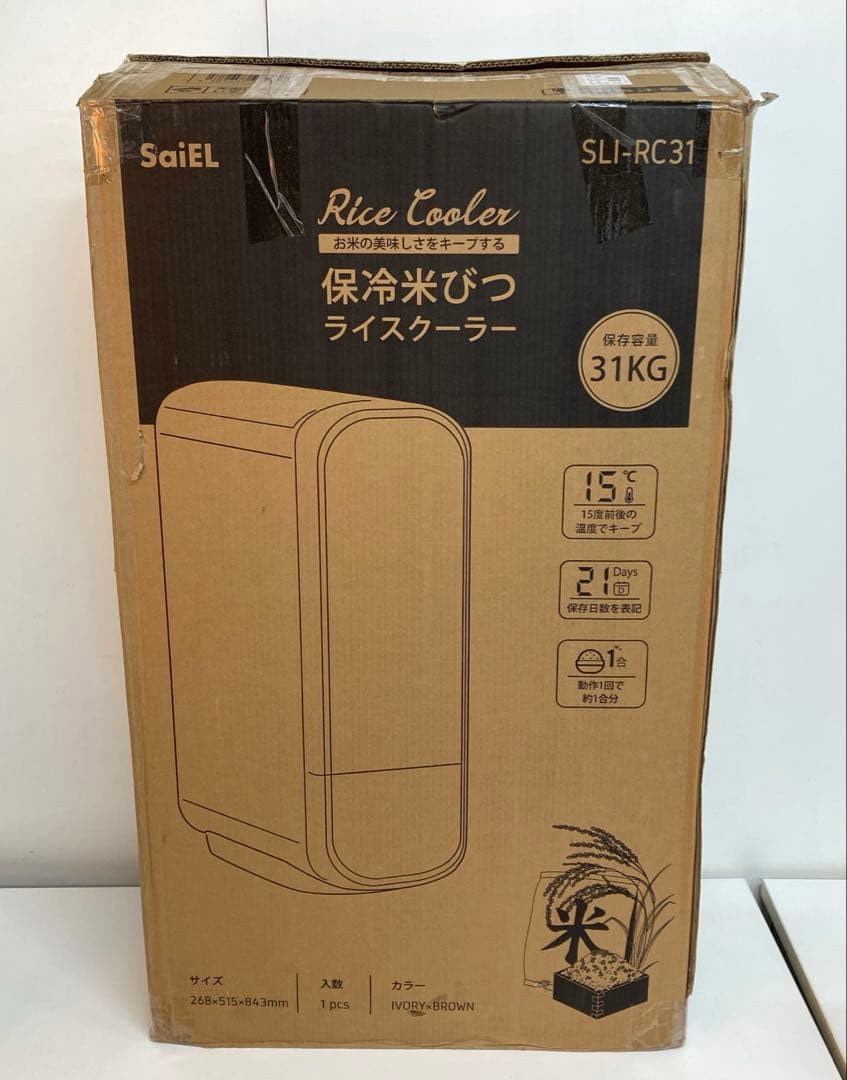 SaiEL
SLI-RC31
Rice Cooler
お米の美味しさをキープする
保冷米びつ
ライスクーラー
保存容量
31KG
15℃
15度前後の
温度でキープ
21 Days
D
保存日数を表記
1合
動作1回で
約1合分
米
サイズ
268×515×843mm
入数
1 pcs
カラー
IVORY×BROWN